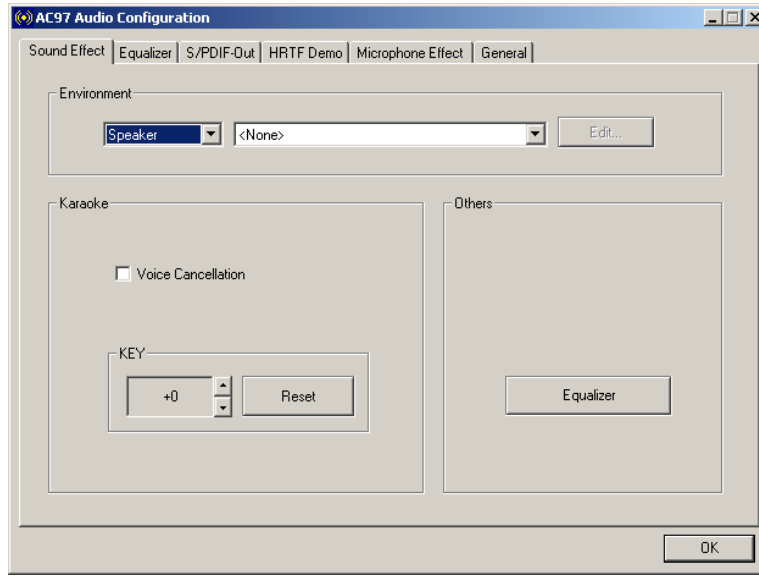 AC97 Audio Configuration
Sound Effect Equalizer S/PDIF-Out HRTF Demo Microphone Effect General
Environment
Speaker <None> Edit...
Karaoke
Voice Cancellation
KEY
+0 Reset
Others
Equalizer
OK